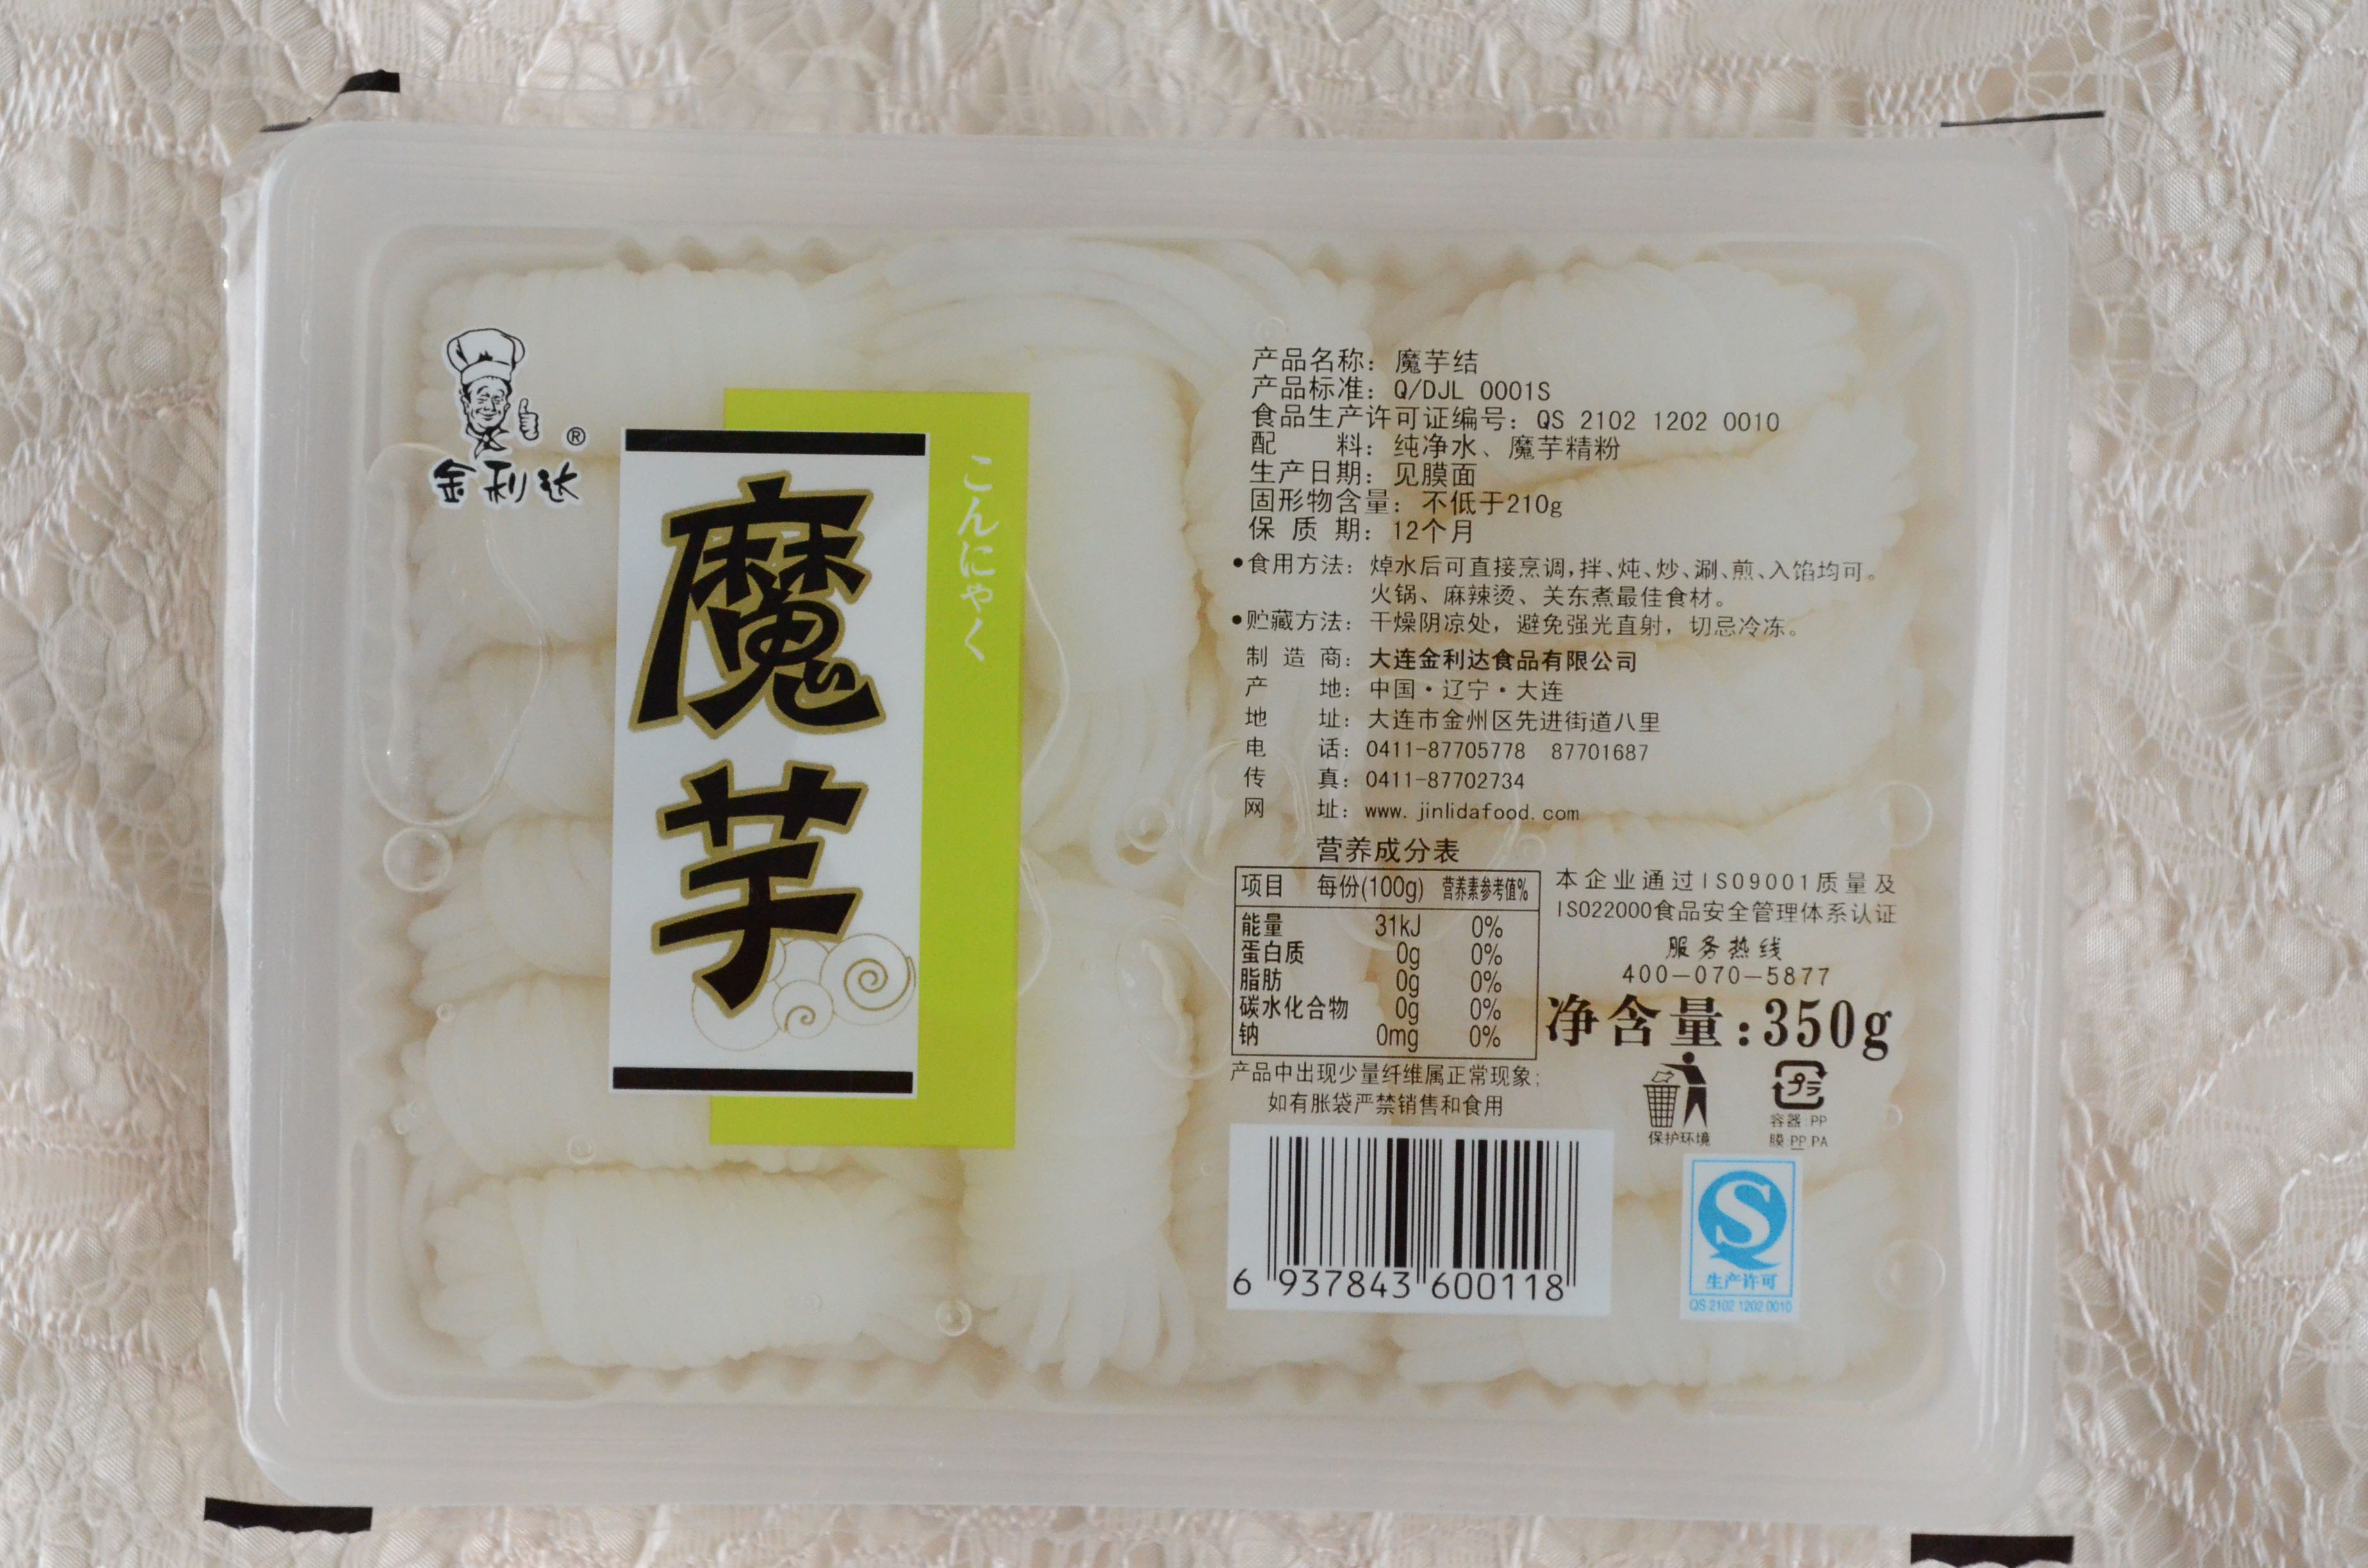 ®
金利达
魔芋
こんにゃく
产品名称：魔芋结
产品标准：Q/DJL 0001S
食品生产许可证编号：QS 2102 1202 0010
配 料：纯净水、魔芋精粉
生产日期：见膜面
固形物含量：不低于210g
保 质 期：12个月
•食用方法：焯水后可直接烹调,拌、炖、炒、涮、煎、入馅均可。
火锅、麻辣烫、关东煮最佳食材。
•贮藏方法：干燥阴凉处，避免强光直射，切忌冷冻。
制 造 商：大连金利达食品有限公司
产 地：中国·辽宁·大连
地 址：大连市金州区先进街道八里
电 话：0411-87705778 87701687
传 真：0411-87702734
网 址：www.jinlidafood.com
营养成分表
项目 每份(100g) 营养素参考值%
能量 31kJ 0%
蛋白质 0g 0%
脂肪 0g 0%
碳水化合物 0g 0%
钠 0mg 0%
产品中出现少量纤维属正常现象；
如有胀袋严禁销售和食用
本企业通过ISO9001质量及
ISO22000食品安全管理体系认证
服务热线
400-070-5877
净含量:350g
保护环境
プラ
容器:PP
膜:PP PA
6 937843 600118
S
生产许可
QS 2102 1202 0010